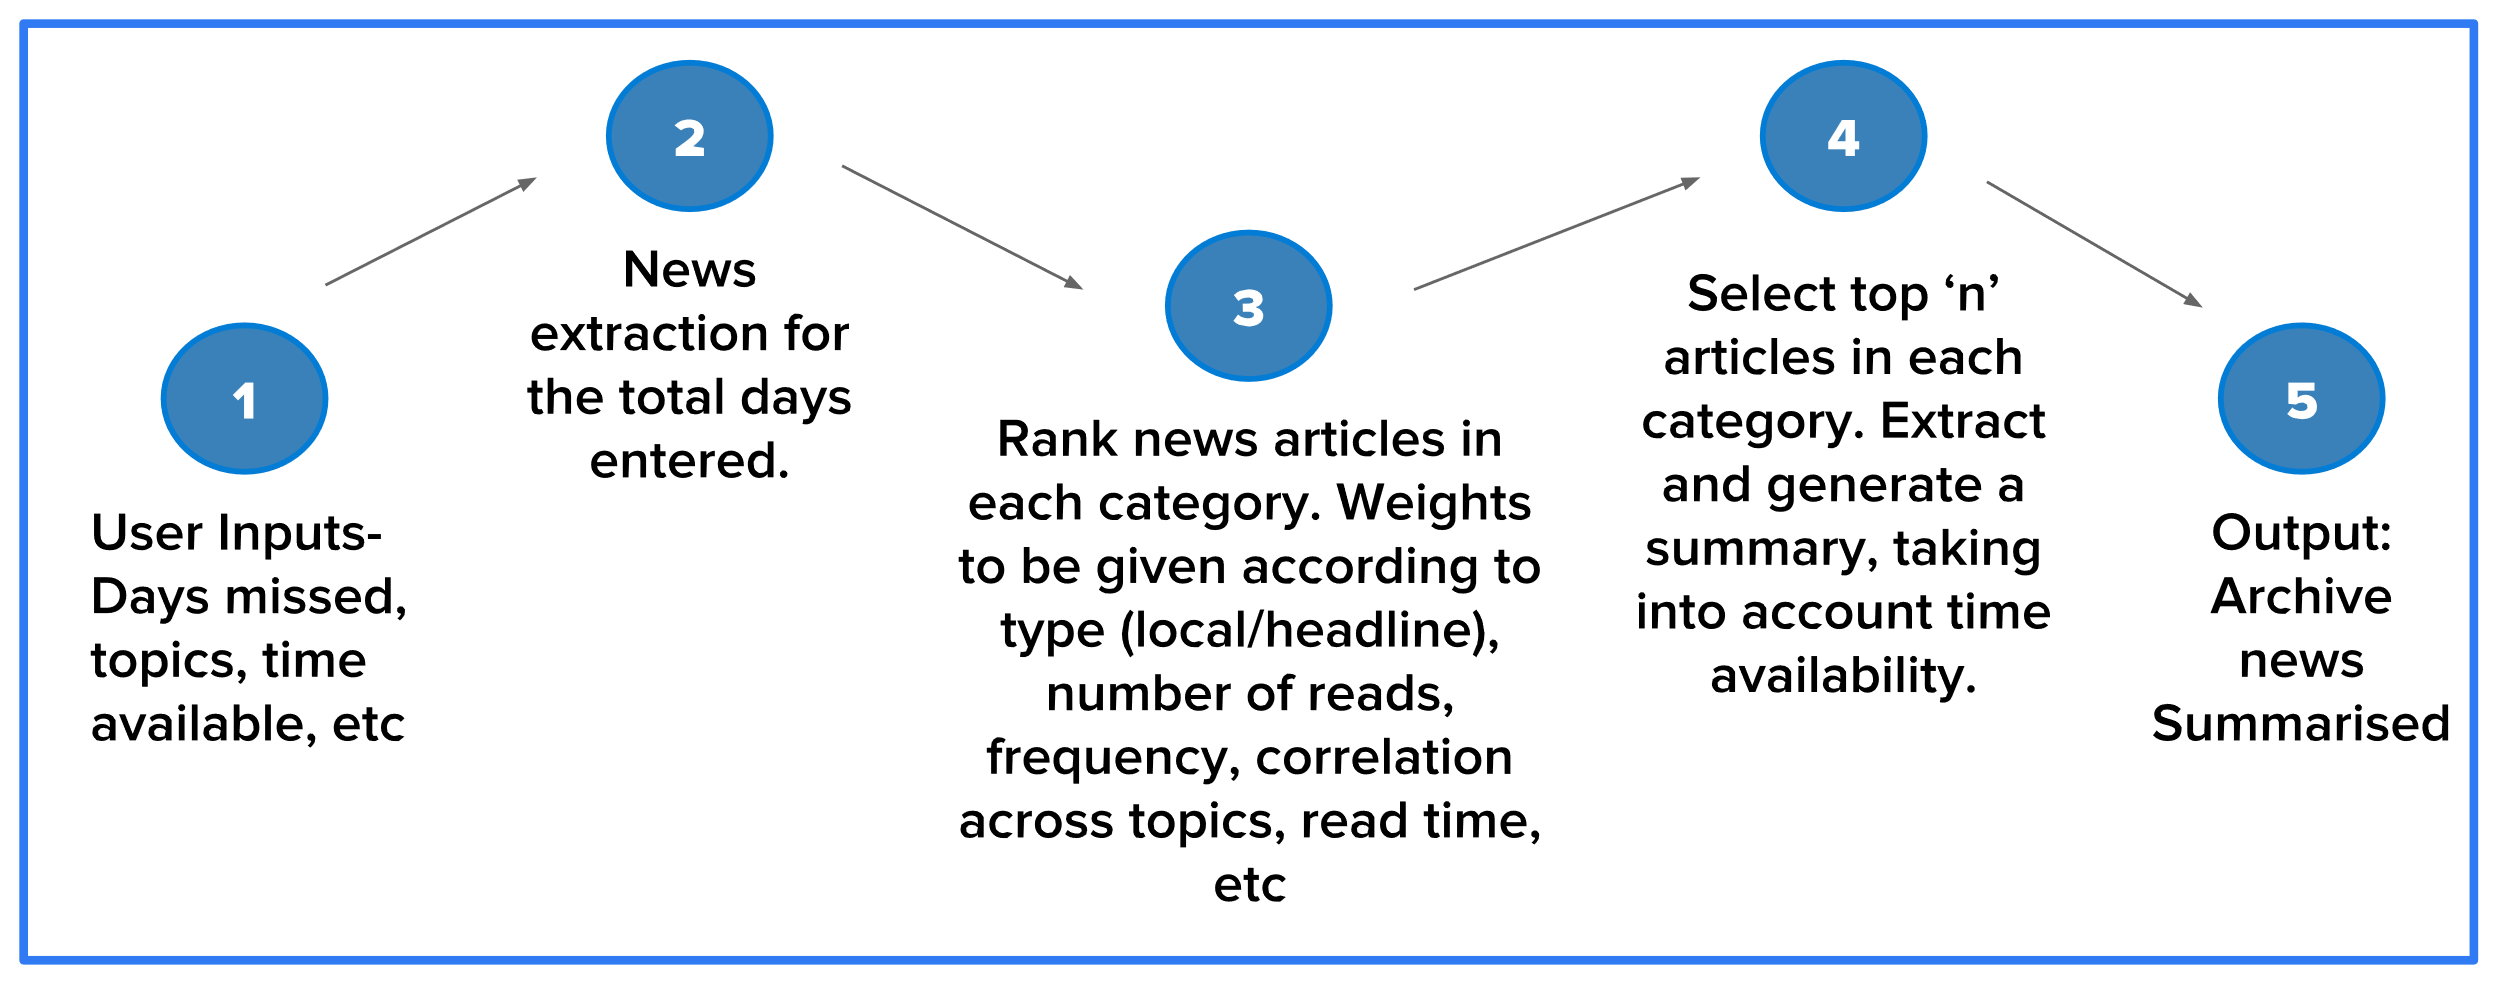 1
User Inputs-
Days missed,
topics, time
available, etc
2
News
extraction for
the total days
entered.
3
Rank news articles in
each category. Weights
to be given according to
type (local/headline),
number of reads,
frequency, correlation
across topics, read time,
etc
4
Select top ‘n’
articles in each
category. Extract
and generate a
summary, taking
into account time
availability.
5
Output:
Archive
news
Summarised